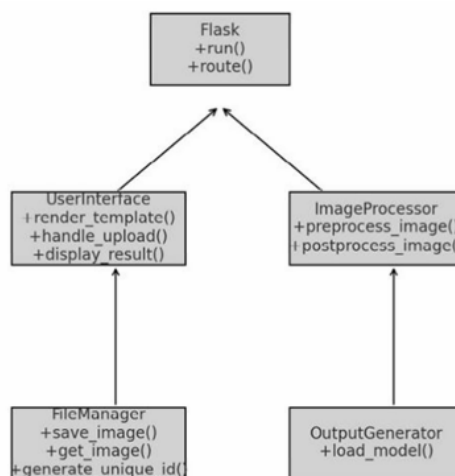 Flask
+run()
+route()
UserInterface
+render_template()
+handle_upload()
+display_result()
ImageProcessor
+preprocess_image()
+postprocess_image()
FileManager
+save_image()
+get_image()
+generate_unique_id()
OutputGenerator
+load_model()